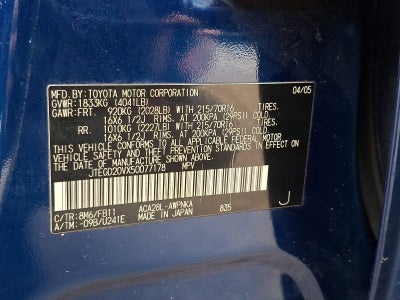 MFD. BY: TOYOTA MOTOR CORPORATION 04/05
GVWR: 1833KG (4041LB)
GAWR:FRT. 920KG (2028LB) WITH 215/70R16 TIRES.
16X6 1/2J RIMS. AT 200KPA (29PSI) COLD
RR. 1010KG (2227LB) WITH 215/70R16 TIRES.
16X6 1/2J RIMS. AT 200KPA (29PSI) COLD
THIS VEHICLE CONFORMS TO ALL APPLICABLE FEDERAL MOTOR
VEHICLE SAFETY AND THEFT PREVENTION STANDARDS IN EFFECT ON
THE DATE OF MANUFACTURE SHOWN ABOVE.
JTEGD20VX50077178 MPV
C/TR: 8M6/FB11 ACA28L-AWPNKA J
A/TM: -09B/U241E MADE IN JAPAN 835